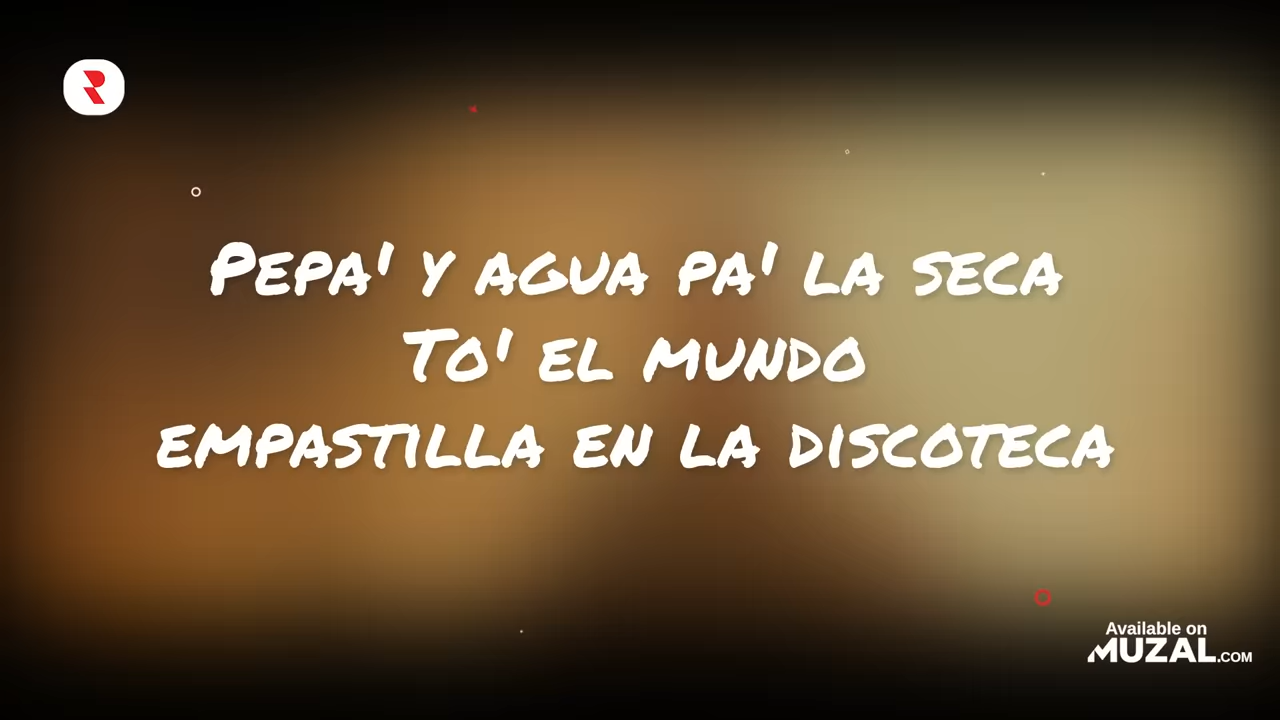 Pepa' y agua pa' la seca
To' el mundo
empastilla en la discoteca
Available on
MUZAL.COM